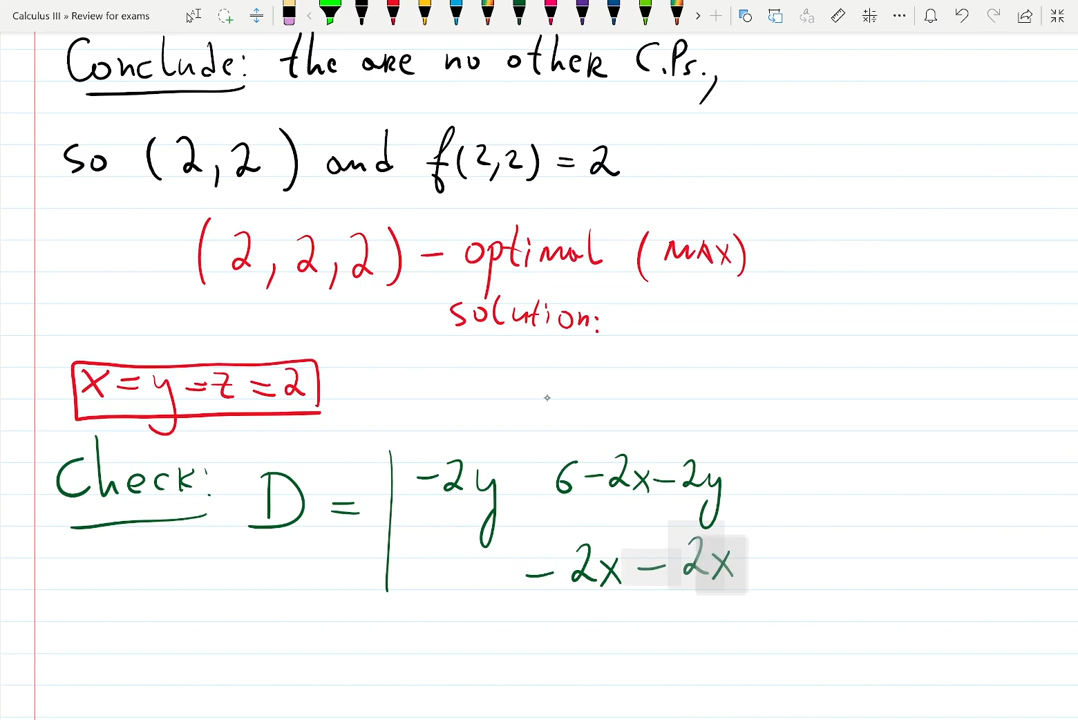 Calculus III » Review for exams
Conclude: the are no other C.Ps.,
so (2,2) and f(2,2) = 2
(2, 2, 2) - optimal (MAX)
solution:
x = y = z = 2
Check: D = | -2y 6-2x-2y
- 2x - 2x